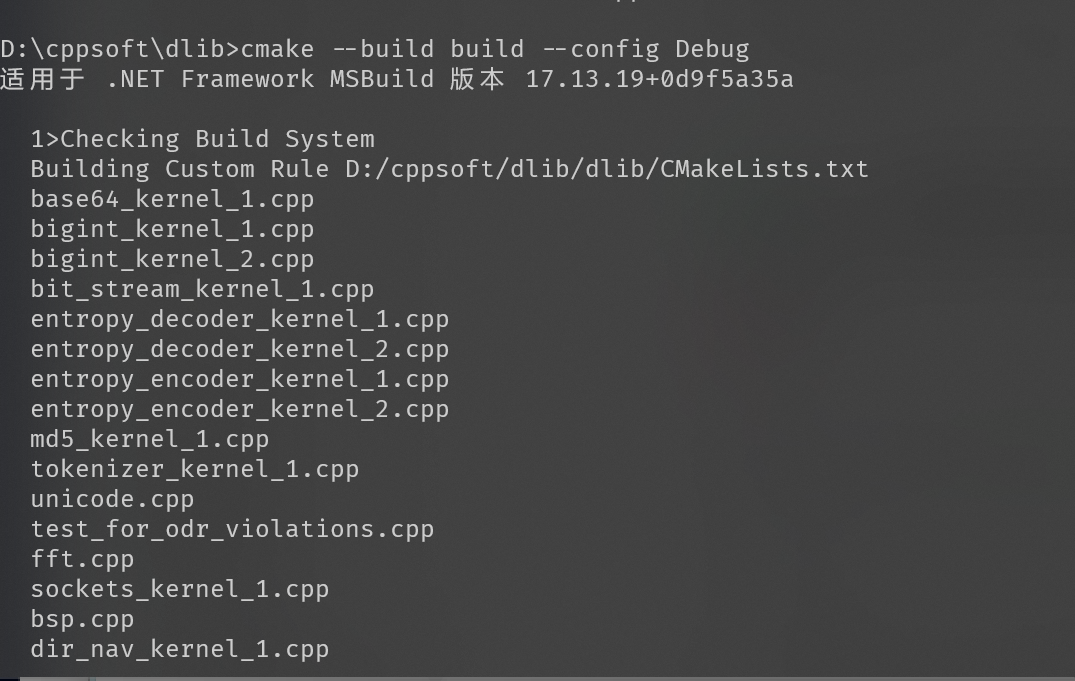 D:\cppsoft\dlib>cmake --build build --config Debug
适用于 .NET Framework MSBuild 版本 17.13.19+0d9f5a35a
1>Checking Build System
Building Custom Rule D:/cppsoft/dlib/dlib/CMakeLists.txt
base64_kernel_1.cpp
bigint_kernel_1.cpp
bigint_kernel_2.cpp
bit_stream_kernel_1.cpp
entropy_decoder_kernel_1.cpp
entropy_decoder_kernel_2.cpp
entropy_encoder_kernel_1.cpp
entropy_encoder_kernel_2.cpp
md5_kernel_1.cpp
tokenizer_kernel_1.cpp
unicode.cpp
test_for_odr_violations.cpp
fft.cpp
sockets_kernel_1.cpp
bsp.cpp
dir_nav_kernel_1.cpp